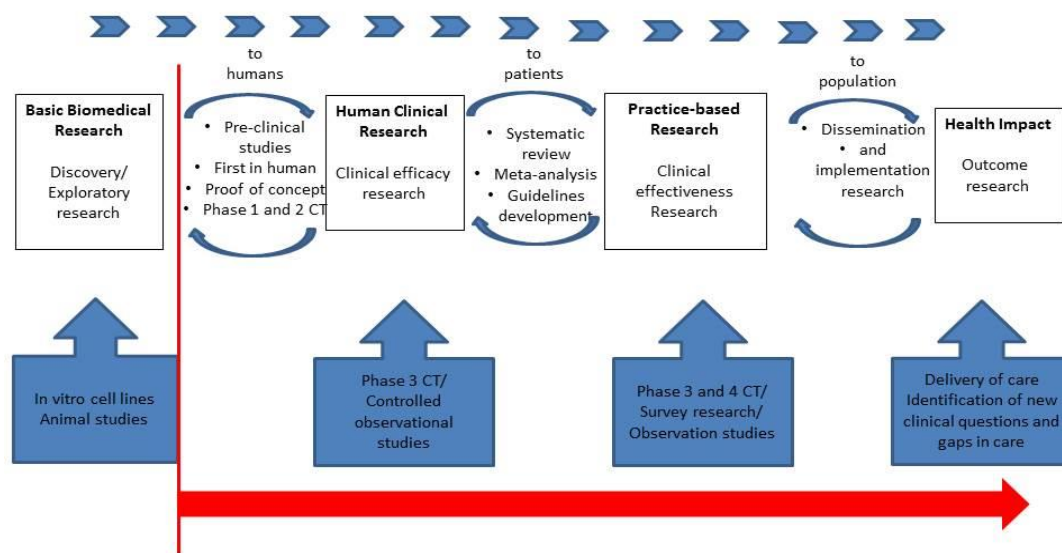 to
humans
to
patients
to
population
Basic Biomedical
Research
Discovery/
Exploratory
research
• Pre-clinical
studies
• First in human
• Proof of concept
• Phase 1 and 2 CT
Human Clinical
Research
Clinical efficacy
research
• Systematic
review
• Meta-analysis
• Guidelines
development
Practice-based
Research
Clinical
effectiveness
Research
• Dissemination
• and
implementation
research
Health Impact
Outcome
research
In vitro cell lines
Animal studies
Phase 3 CT/
Controlled
observational
studies
Phase 3 and 4 CT/
Survey research/
Observation studies
Delivery of care
Identification of new
clinical questions and
gaps in care